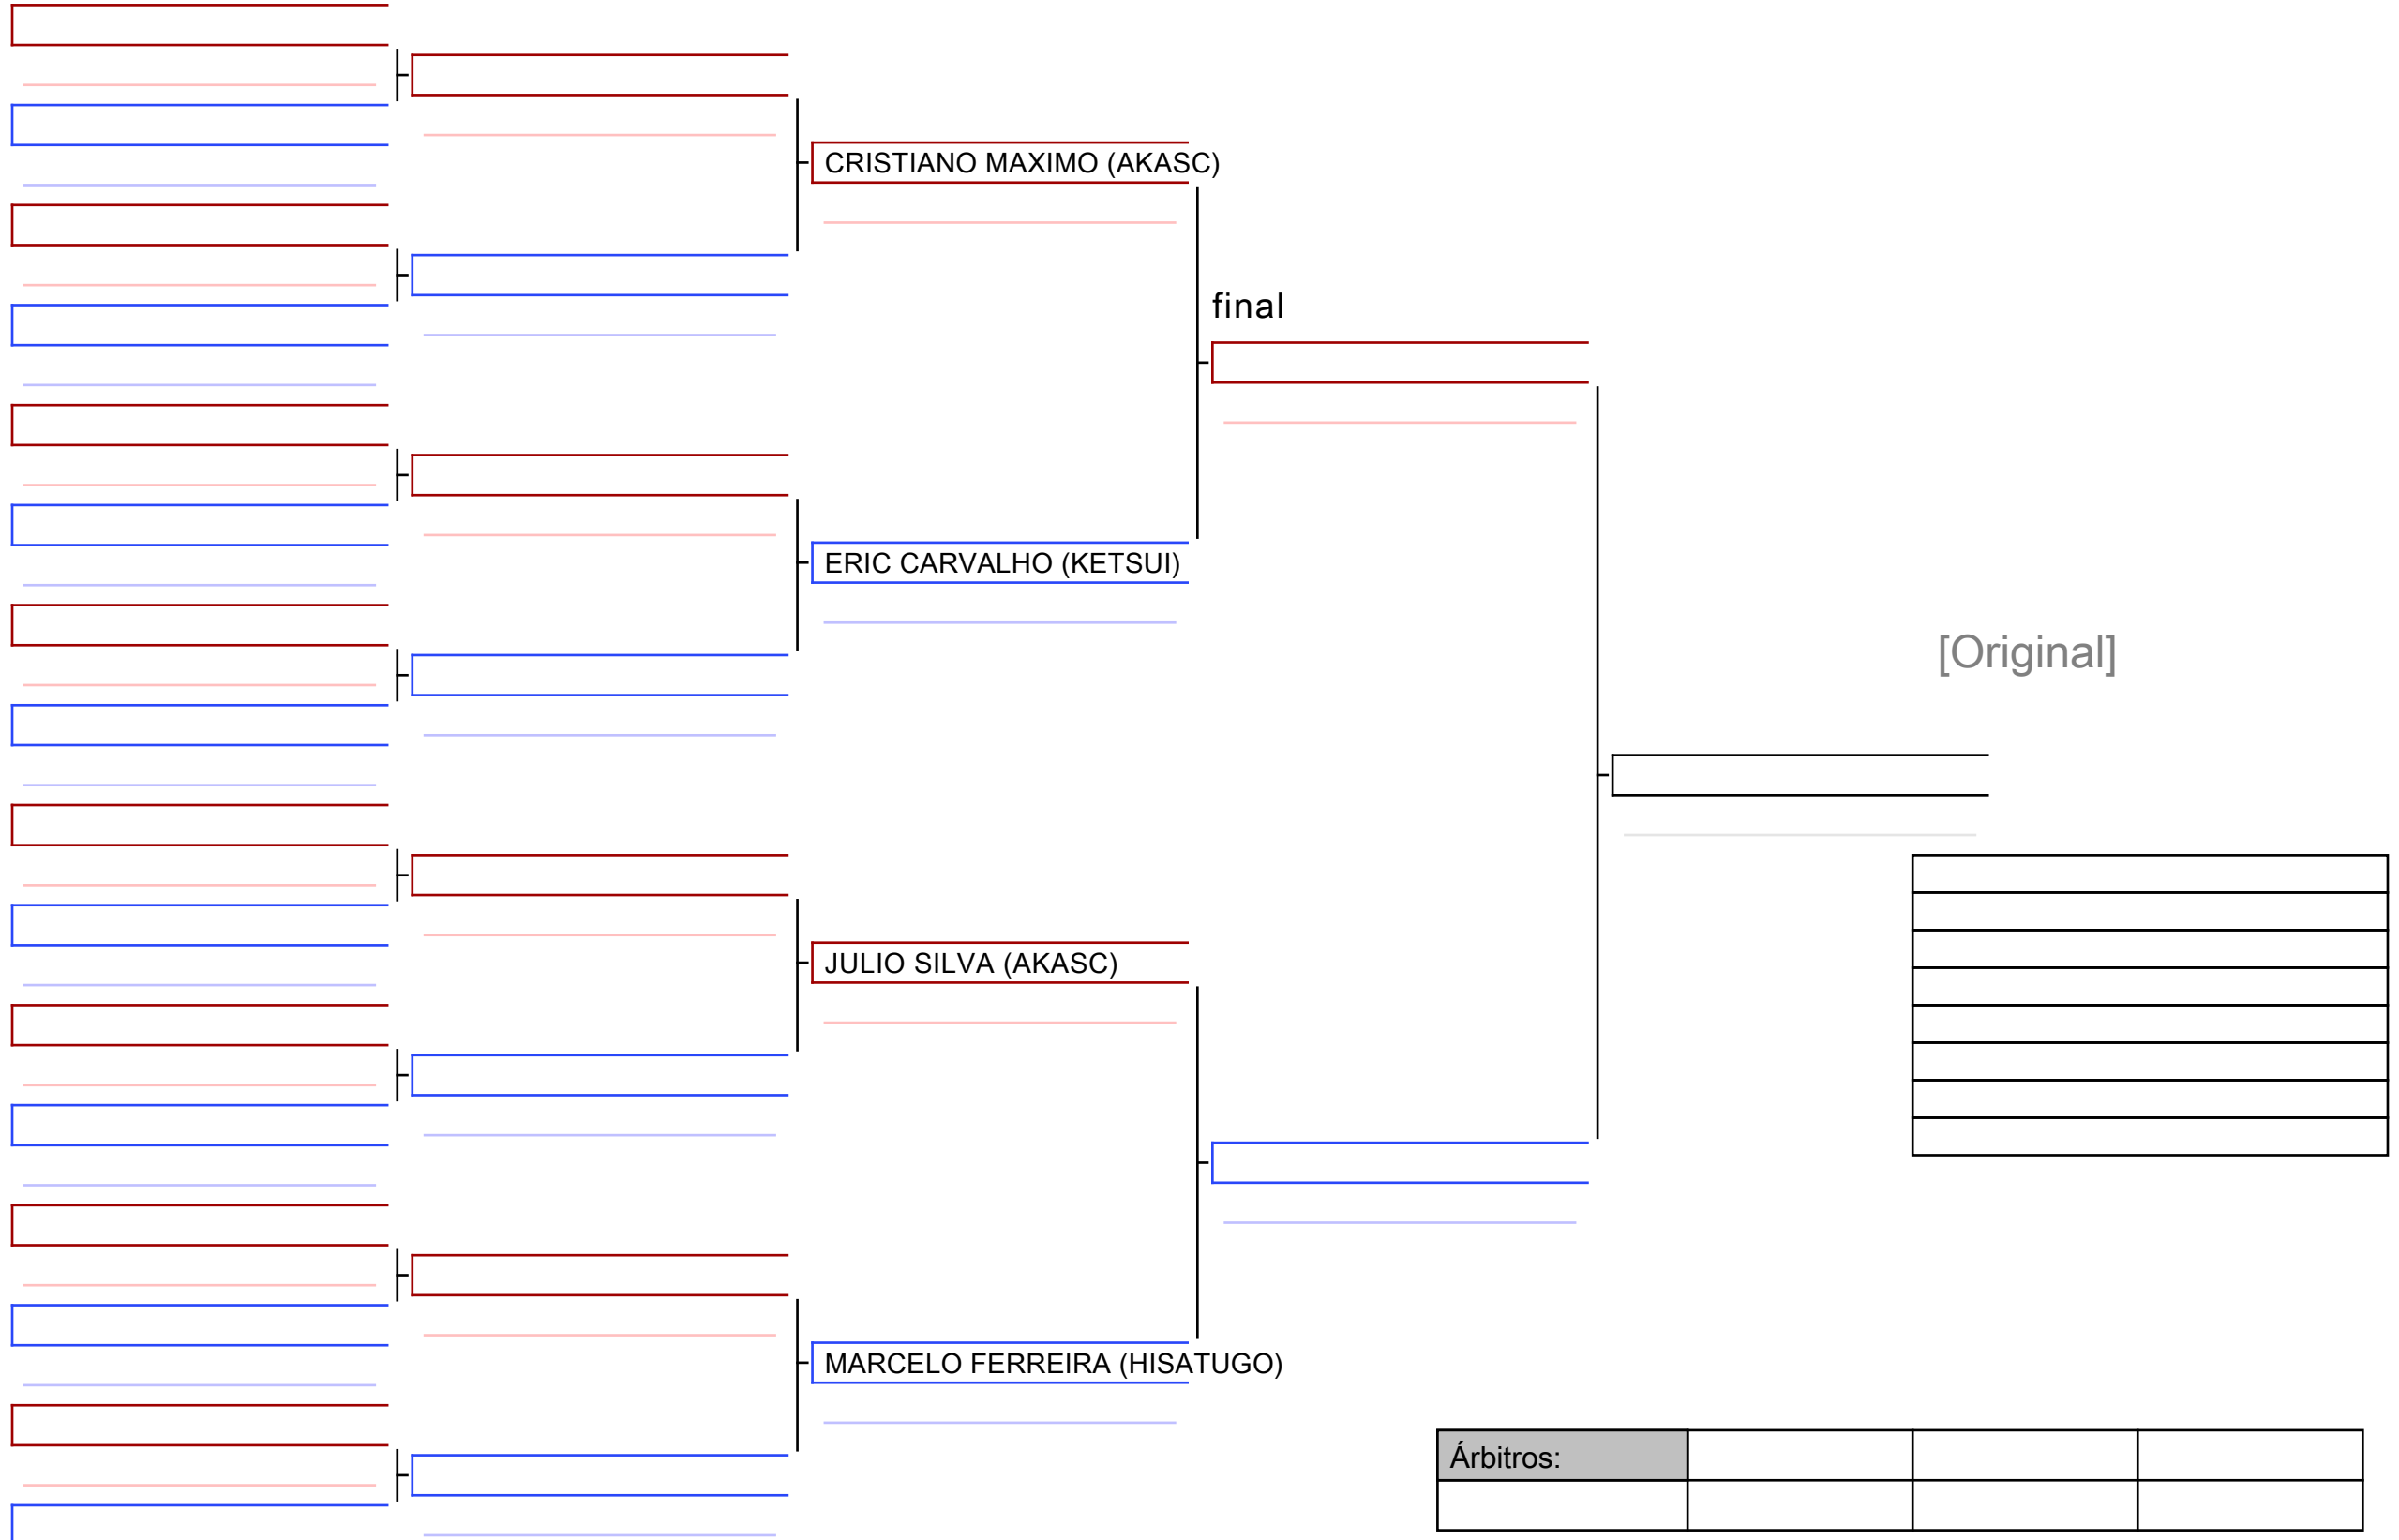 CRISTIANO MAXIMO (AKASC)
final
ERIC CARVALHO (KETSUI)
[Original]
JULIO SILVA (AKASC)
MARCELO FERREIRA (HISATUGO)
Árbitros: